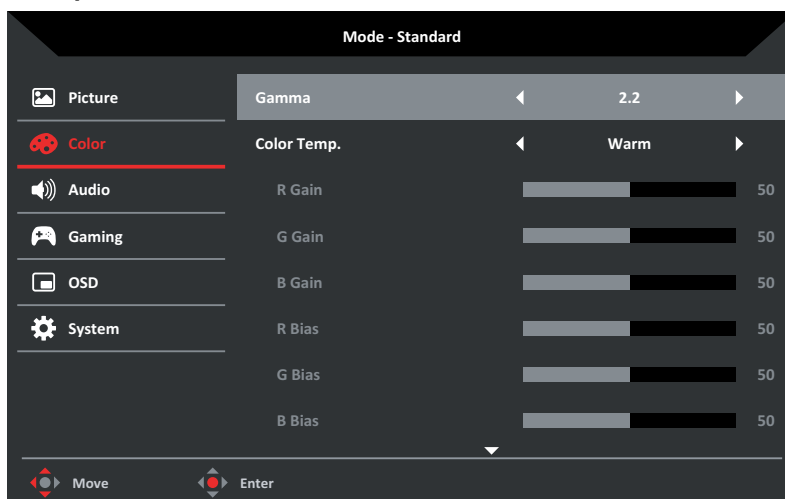 Mode - Standard
Picture
Gamma 2.2
Color
Color Temp. Warm
Audio
R Gain 50
Gaming
G Gain 50
OSD
B Gain 50
System
R Bias 50
G Bias 50
B Bias 50
Move Enter